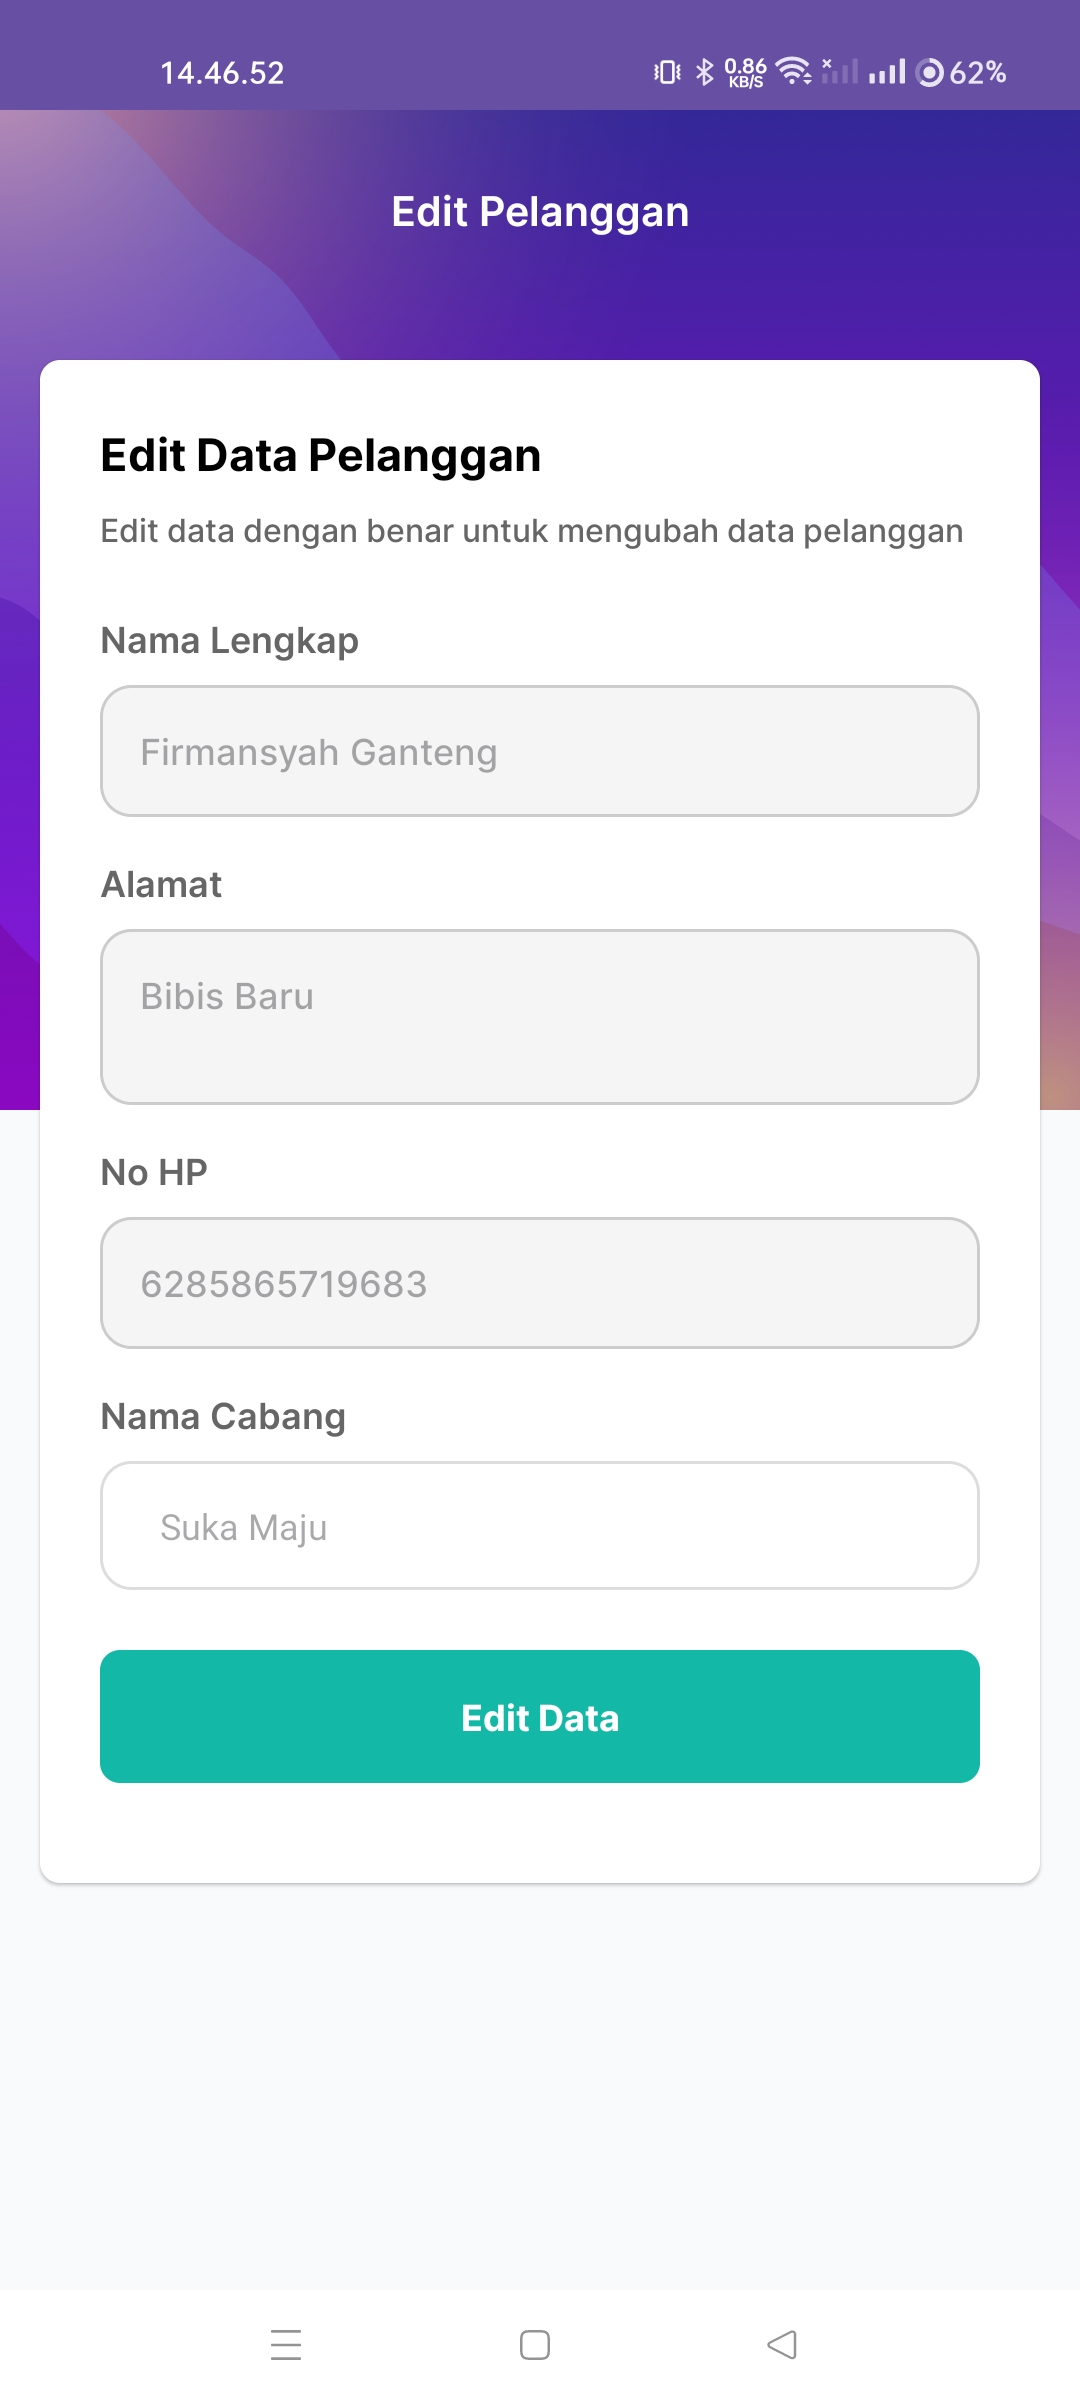 14.46.52
0.86
KB/S
62%
Edit Pelanggan
Edit Data Pelanggan
Edit data dengan benar untuk mengubah data pelanggan
Nama Lengkap
Firmansyah Ganteng
Alamat
Bibis Baru
No HP
6285865719683
Nama Cabang
Suka Maju
Edit Data